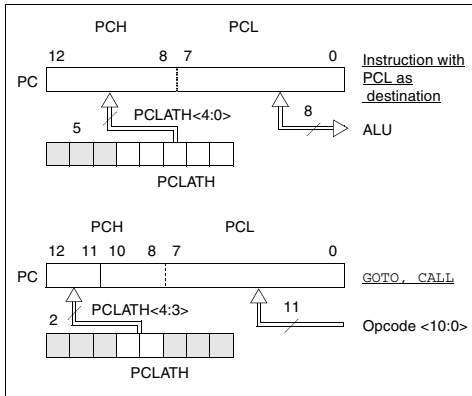 PCH PCL
12 8 7 0
PC
Instruction with
PCL as
destination
PCLATH<4:0>
5
8
ALU
PCLATH
PCH PCL
12 11 10 8 7 0
PC
GOTO, CALL
PCLATH<4:3>
2
11
Opcode <10:0>
PCLATH